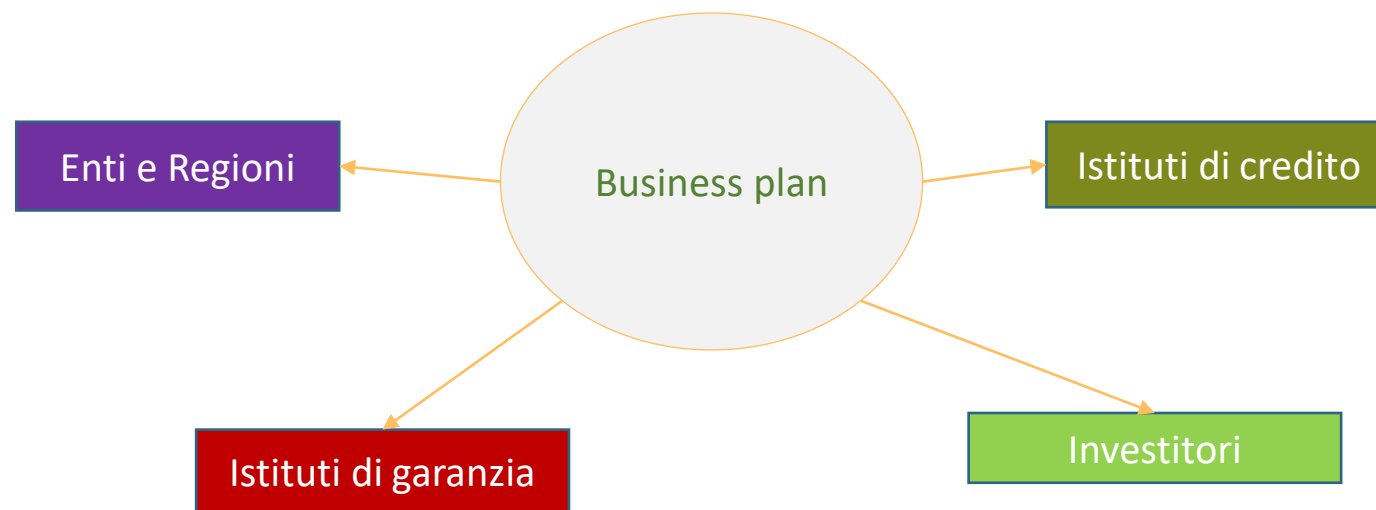 Enti e Regioni
Business plan
Istituti di credito
Istituti di garanzia
Investitori